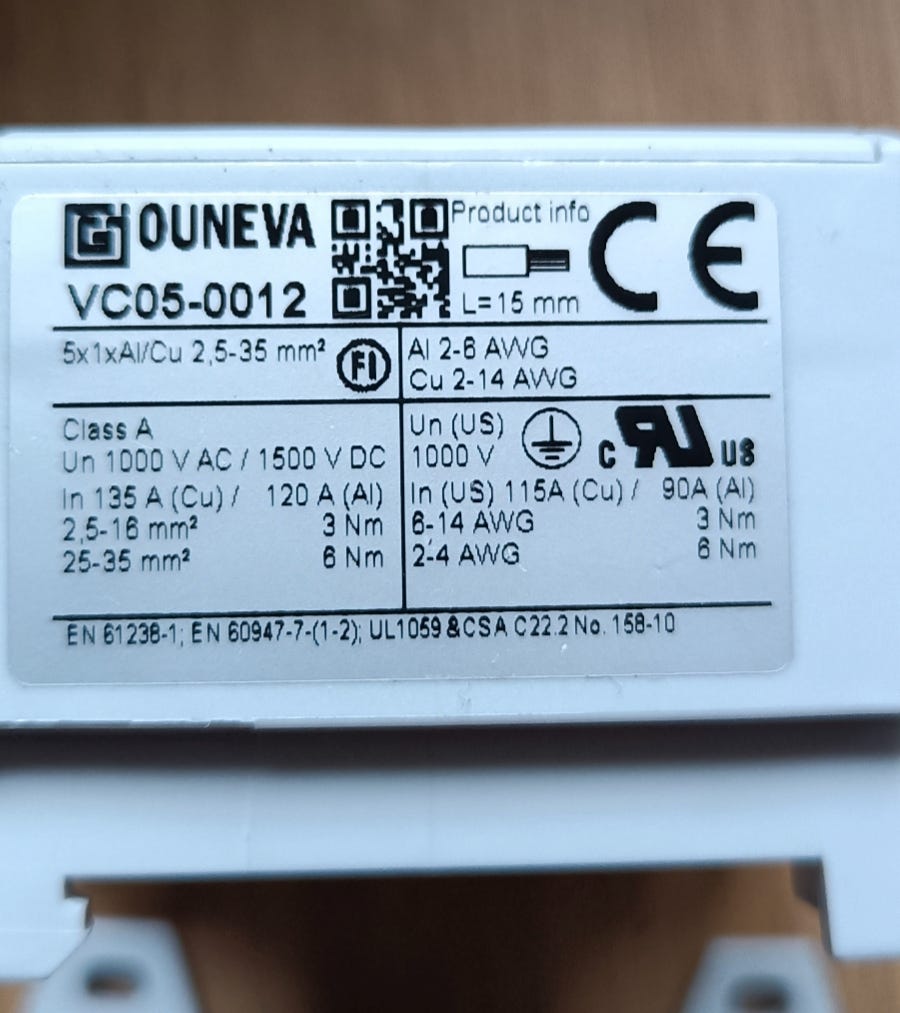 OUNEVA
VC05-0012
Product info
L=15 mm
CE
5x1xAl/Cu 2,5-35 mm²
FI
Al 2-6 AWG
Cu 2-14 AWG
Class A
Un 1000 V AC / 1500 V DC
In 135 A (Cu) / 120 A (Al)
2,5-16 mm² 3 Nm
25-35 mm² 6 Nm
Un (US)
1000 V
c RU US
In (US) 115A (Cu) / 90A (Al)
6-14 AWG 3 Nm
2-4 AWG 6 Nm
EN 61238-1; EN 60947-7-(1-2); UL1059 &CSA C22.2 No. 158-10